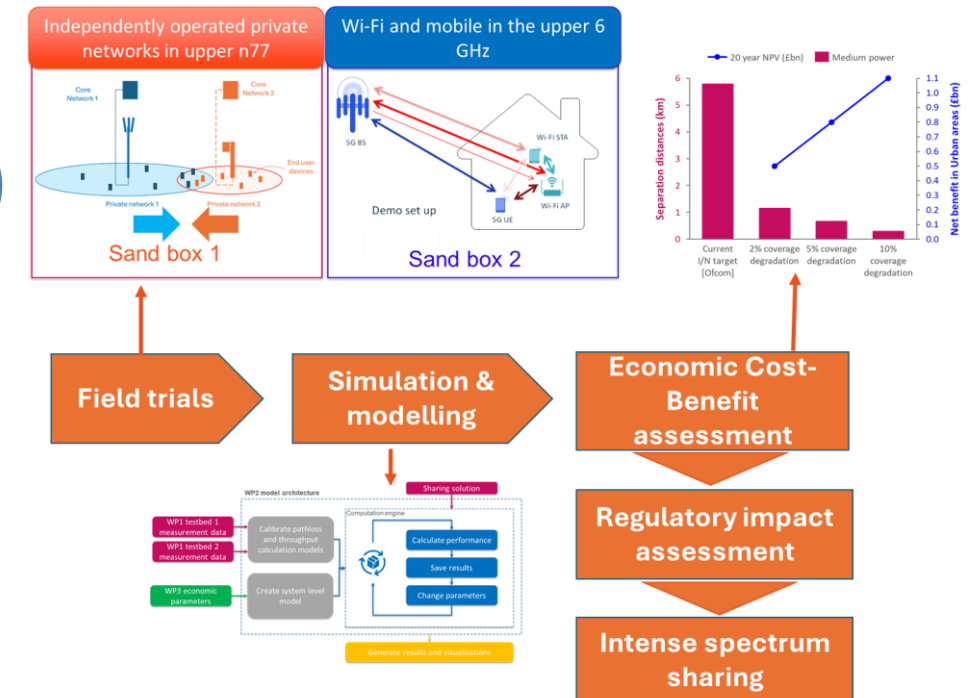 Independently operated private
networks in upper n77
Core
Network 1
Core
Network 2
End user
devices
Private network 1
Private network 2
Sand box 1
Wi-Fi and mobile in the upper 6
GHz
5G BS
Wi-Fi STA
Wi-Fi AP
5G UE
Demo set up
Sand box 2
20 year NPV (£bn)
Medium power
Separation distances (km)
6
5
4
3
2
1
0
Net benefit in Urban areas (£bn)
1.1
1.0
0.9
0.8
0.7
0.6
0.5
0.4
0.3
0.2
0.1
0.0
Current
I/N target
[Ofcom]
2% coverage
degradation
5% coverage
degradation
10%
coverage
degradation
Field trials
Simulation &
modelling
Economic Cost-
Benefit
assessment
Regulatory impact
assessment
Intense spectrum
sharing
Sharing solution
WP2 model architecture
Computation engine
WP1 testbed 1
measurement data
WP1 testbed 2
measurement data
Calibrate pathloss
and throughput
calculation models
WP3 economic
parameters
Create system level
model
Calculate performance
Save results
Change parameters
Generate results and visualisations